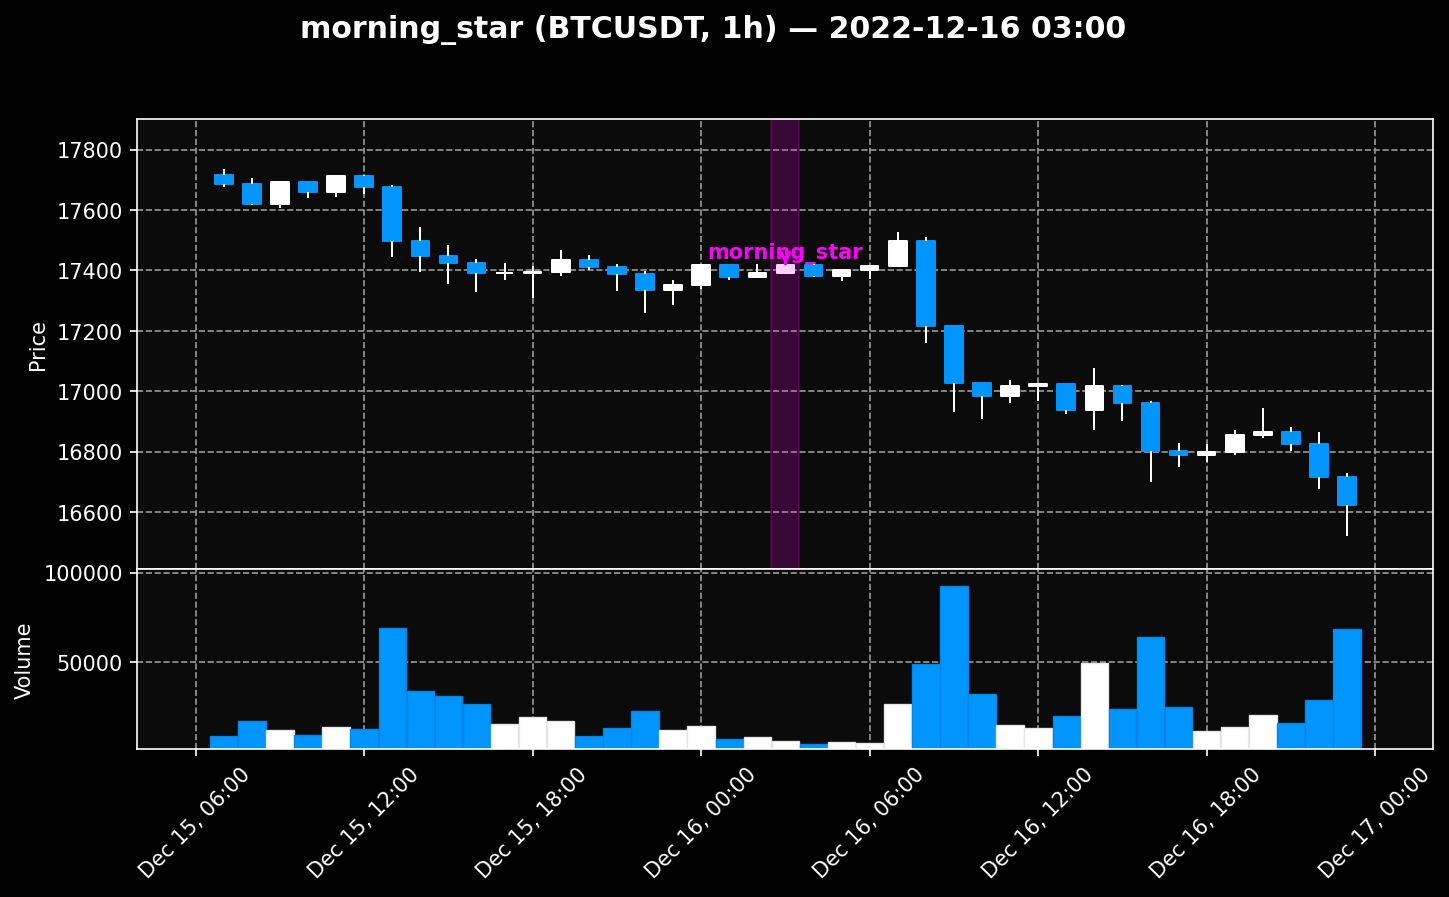 morning_star (BTCUSDT, 1h) — 2022-12-16 03:00
Price
17800
17600
17400
17200
17000
16800
16600
morning_star
Volume
100000
50000
Dec 15, 06:00
Dec 15, 12:00
Dec 15, 18:00
Dec 16, 00:00
Dec 16, 06:00
Dec 16, 12:00
Dec 16, 18:00
Dec 17, 00:00